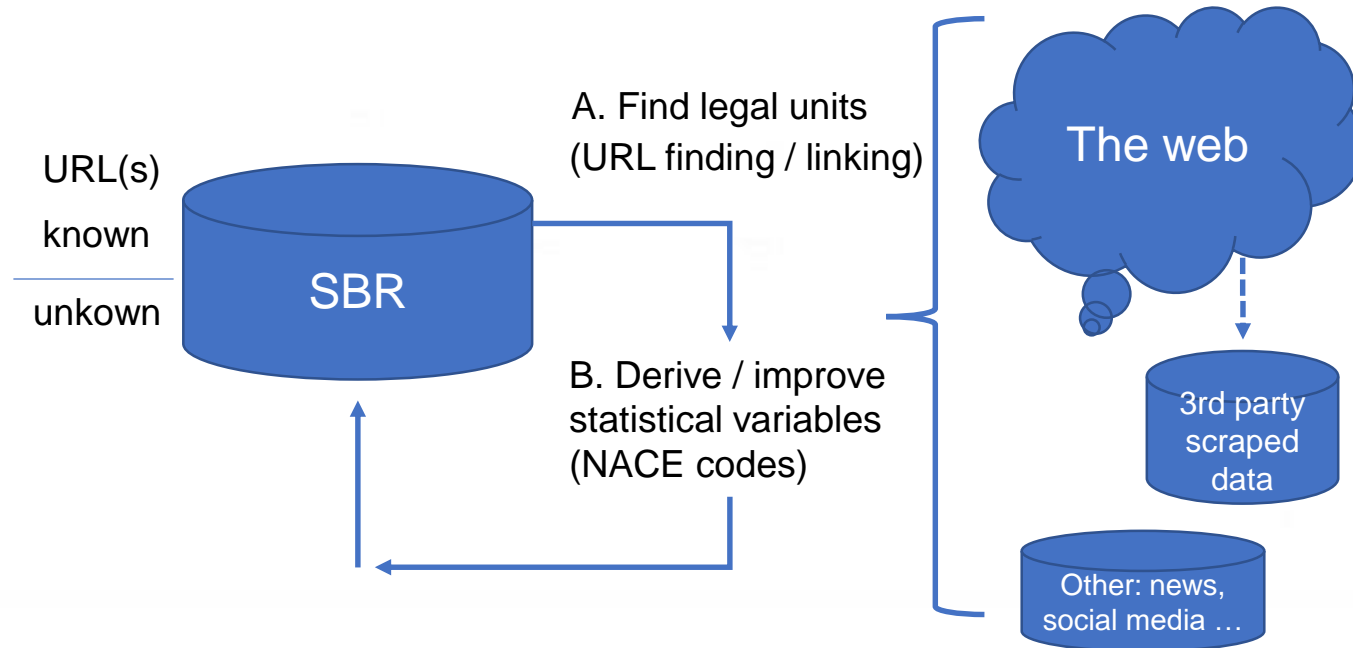 URL(s)
known
unkown
SBR
A. Find legal units
(URL finding / linking)
B. Derive / improve
statistical variables
(NACE codes)
The web
3rd party
scraped
data
Other: news,
social media …